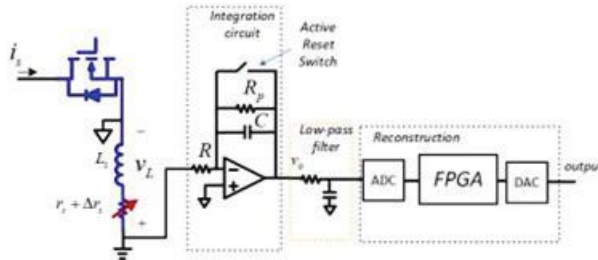 Integration
circuit
Active
Reset
Switch
i_s
R_p
C
Low-pass
filter
Reconstruction
L_s
v_L
R
v_o
ADC
FPGA
DAC
output
r_s + Δr_s
−
+
−
+